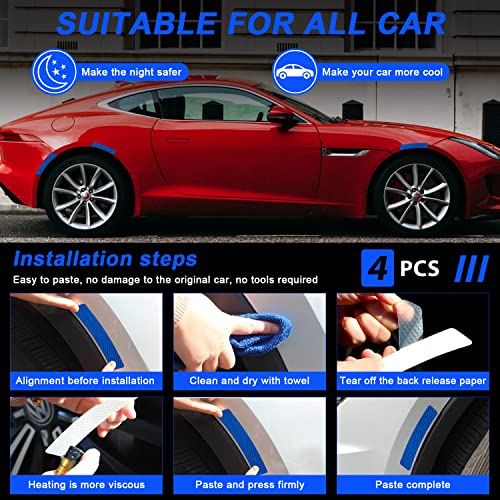 SUITABLE FOR ALL CAR
Make the night safer
Make your car more cool
Installation steps
Easy to paste, no damage to the original car, no tools required
4 PCS
Alignment before installation
Clean and dry with towel
Tear off the back release paper
Heating is more viscous
Paste and press firmly
Paste complete